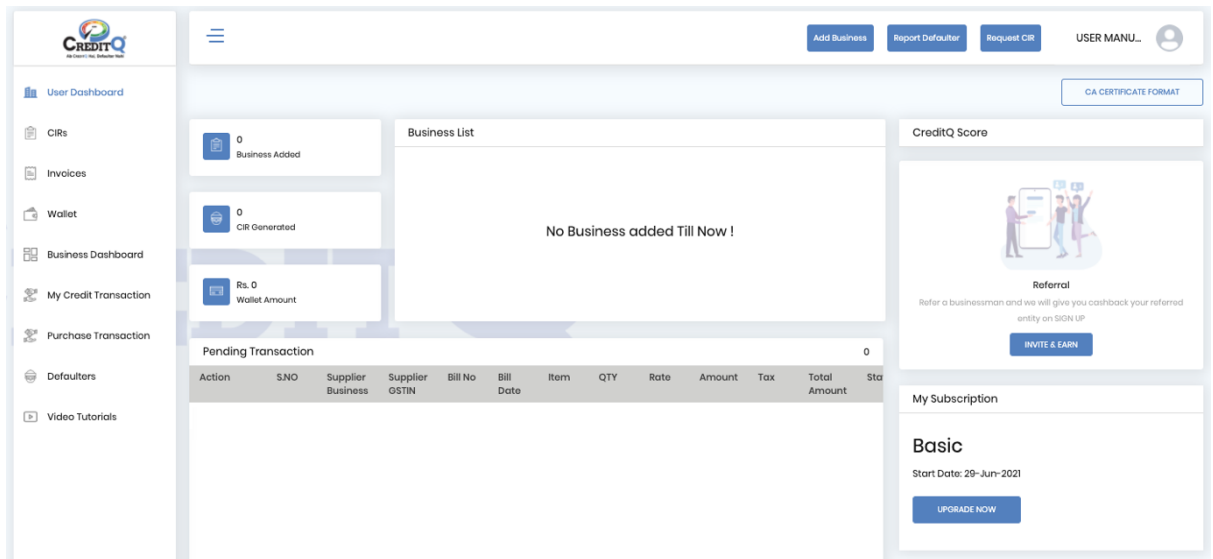 CREDITQ
Add Business
Report Defaulter
Request CIR
USER MANU...
CA CERTIFICATE FORMAT
User Dashboard
CIRs
Invoices
Wallet
Business Dashboard
My Credit Transaction
Purchase Transaction
Defaulters
Video Tutorials
0
Business Added
0
CIR Generated
Rs. 0
Wallet Amount
Business List
No Business added Till Now !
CreditQ Score
Referral
Refer a businessman and we will give you cashback your referred
entity on SIGN UP
INVITE & EARN
Pending Transaction 0
Action S.NO Supplier Business Supplier GSTIN Bill No Bill Date Item QTY Rate Amount Tax Total Amount Sta
My Subscription
Basic
Start Date: 29-Jun-2021
UPGRADE NOW